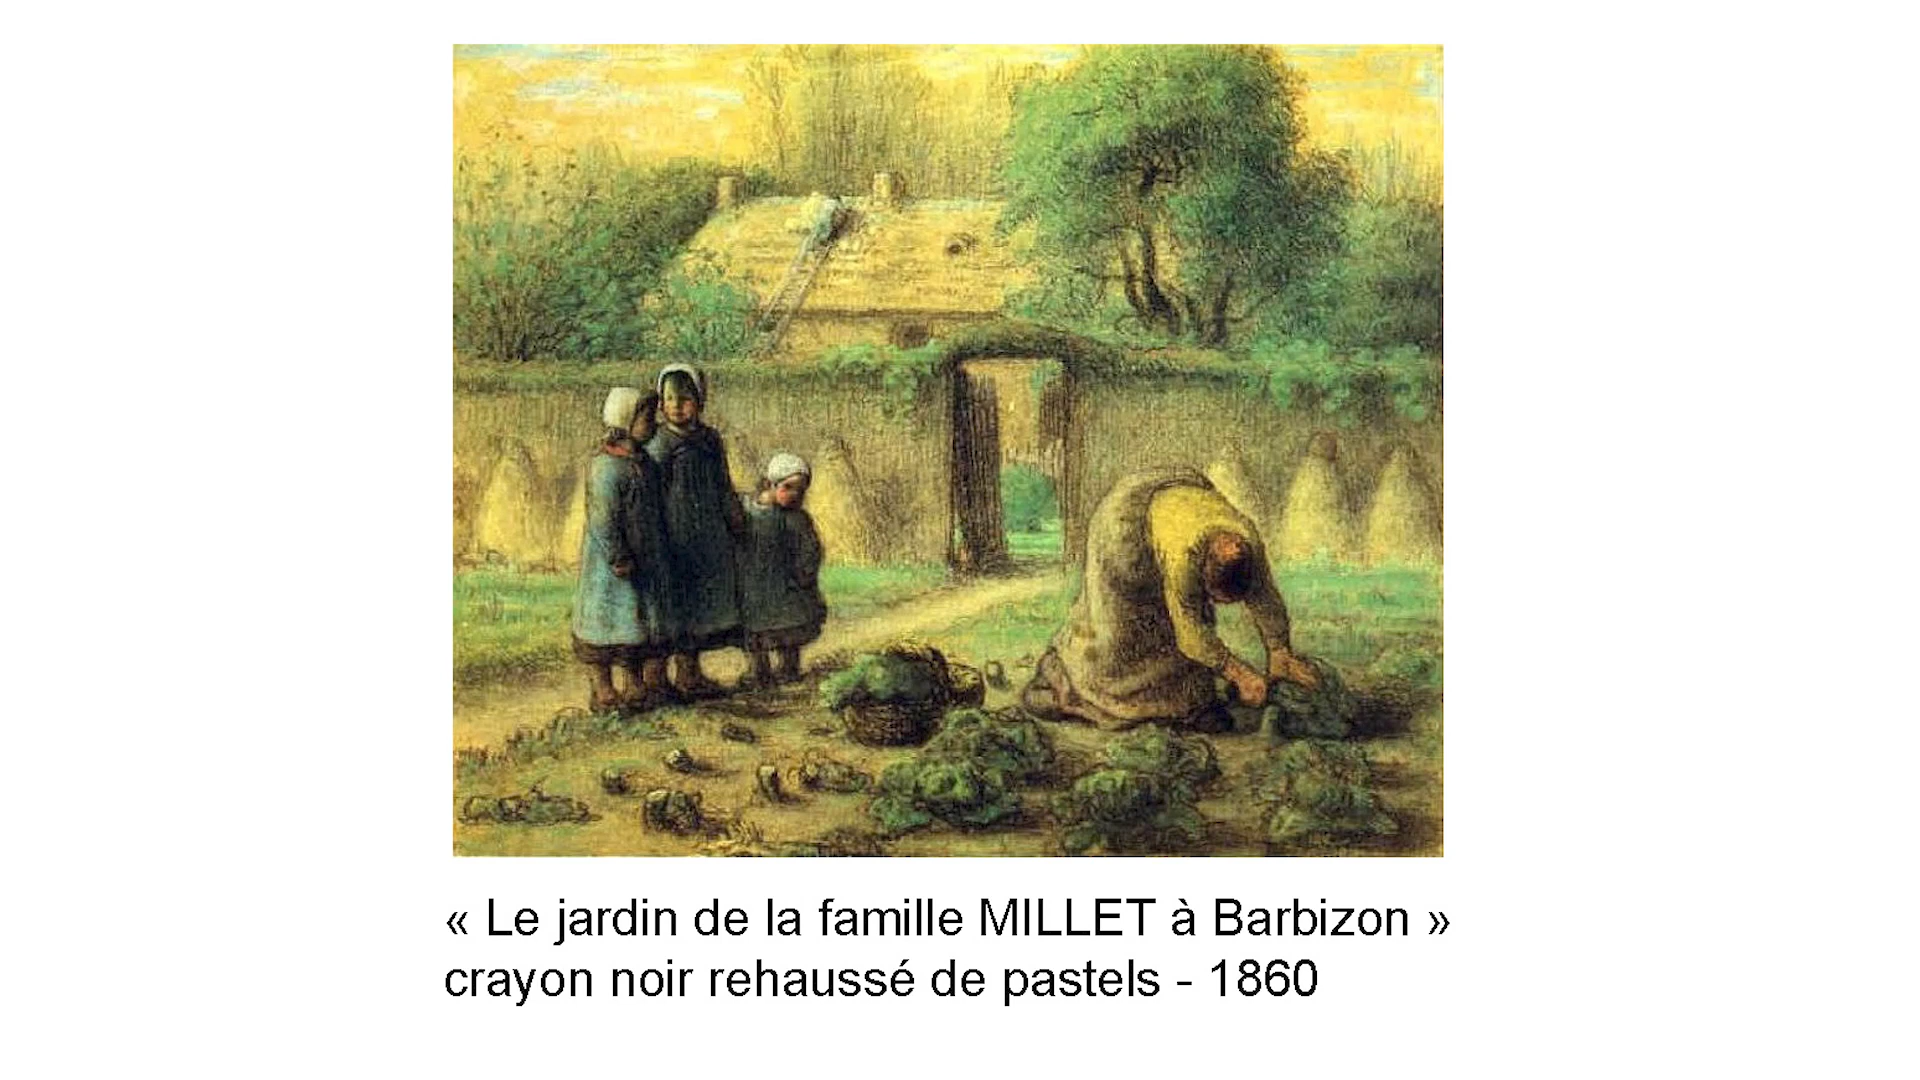 « Le jardin de la famille MILLET à Barbizon »
crayon noir rehaussé de pastels - 1860